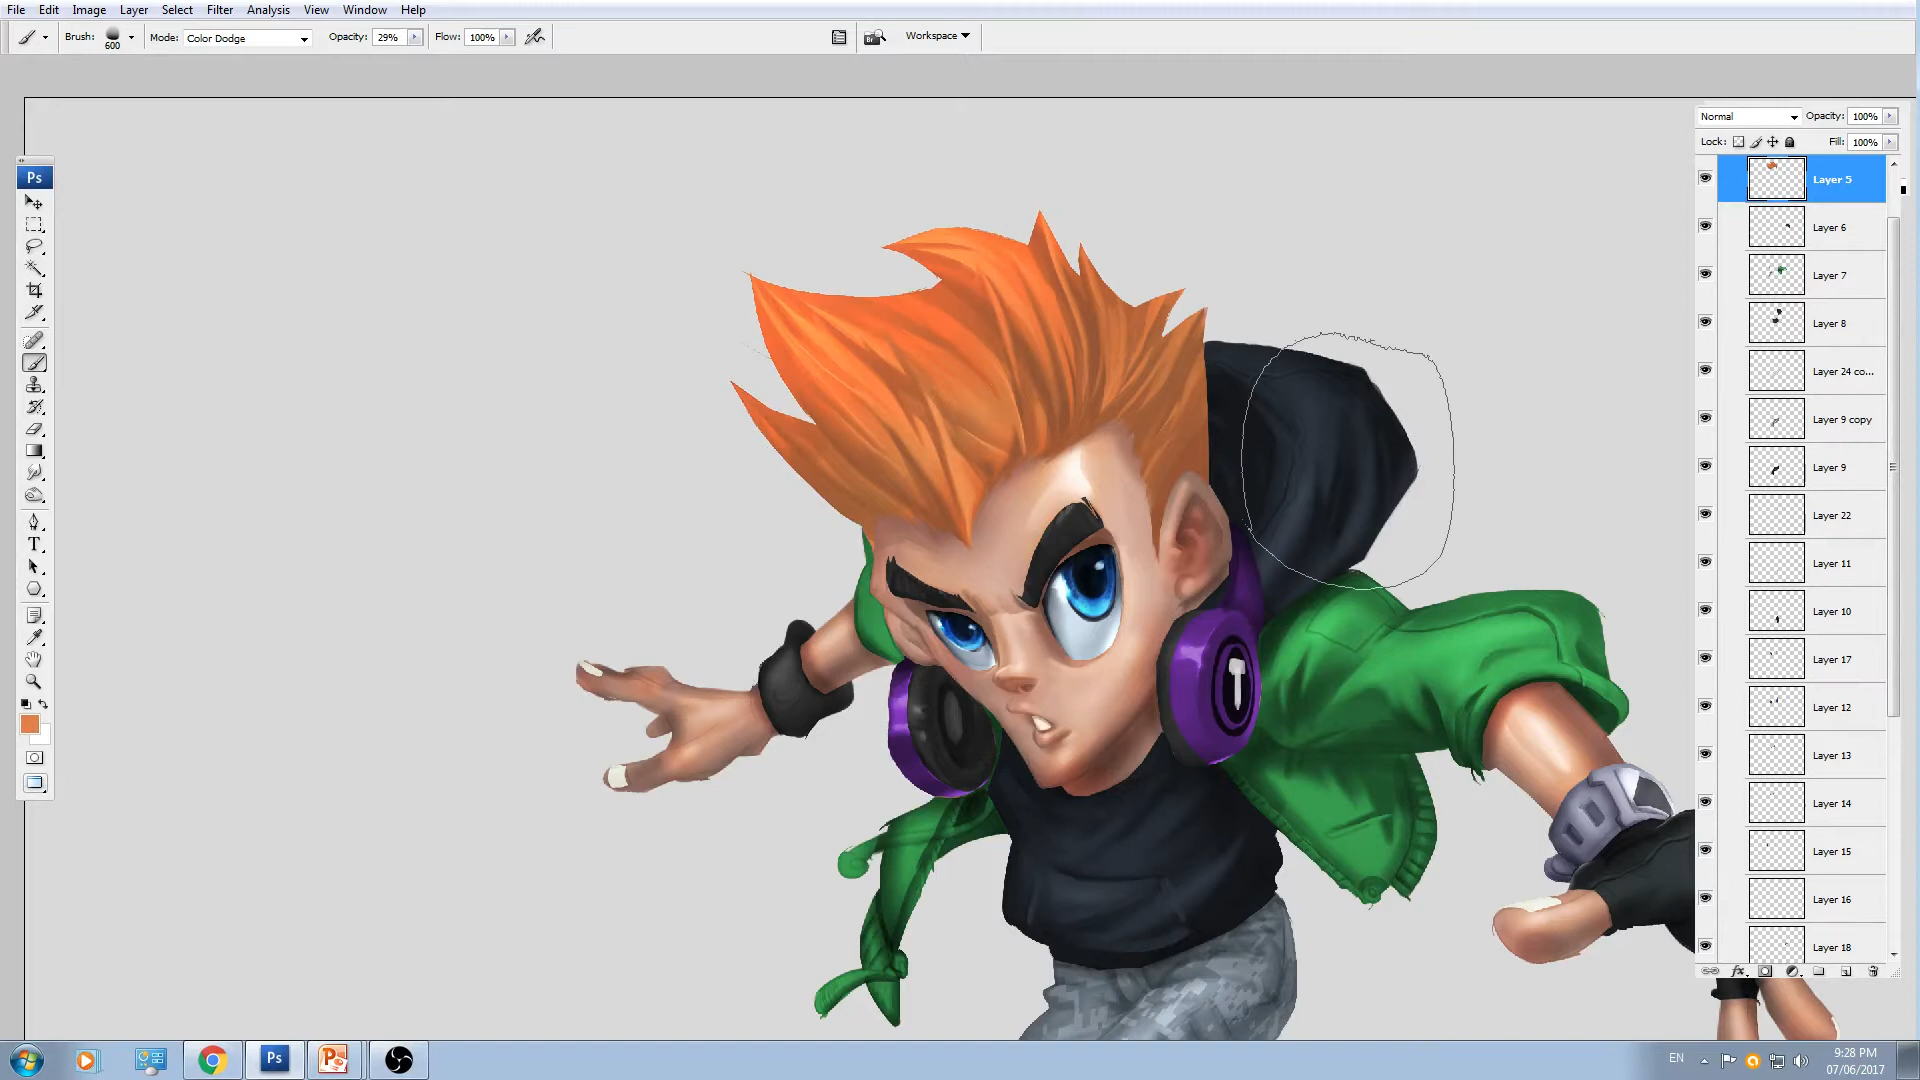 File Edit Image Layer Select Filter Analysis View Window Help
Brush: 600 Mode: Color Dodge Opacity: 29% Flow: 100% Workspace
Normal Opacity: 100%
Lock: Fill: 100%
Ps
Layer 5
Layer 6
Layer 7
Layer 8
Layer 24 co...
Layer 9 copy
Layer 9
Layer 22
Layer 11
Layer 10
Layer 17
Layer 12
Layer 13
Layer 14
Layer 15
Layer 16
Layer 18
Ps
EN
9:28 PM
07/06/2017